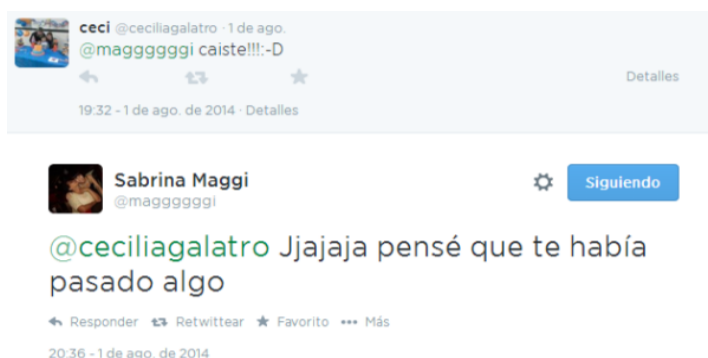 ceci @ceciliagalatro · 1 de ago.
@maggggggi caiste!!!:-D
Detalles
19:32 - 1 de ago. de 2014 · Detalles
Sabrina Maggi
@maggggggi
Siguiendo
@ceciliagalatro Jjajaja pensé que te había
pasado algo
Responder Retwittear Favorito ••• Más
20:36 - 1 de ago. de 2014